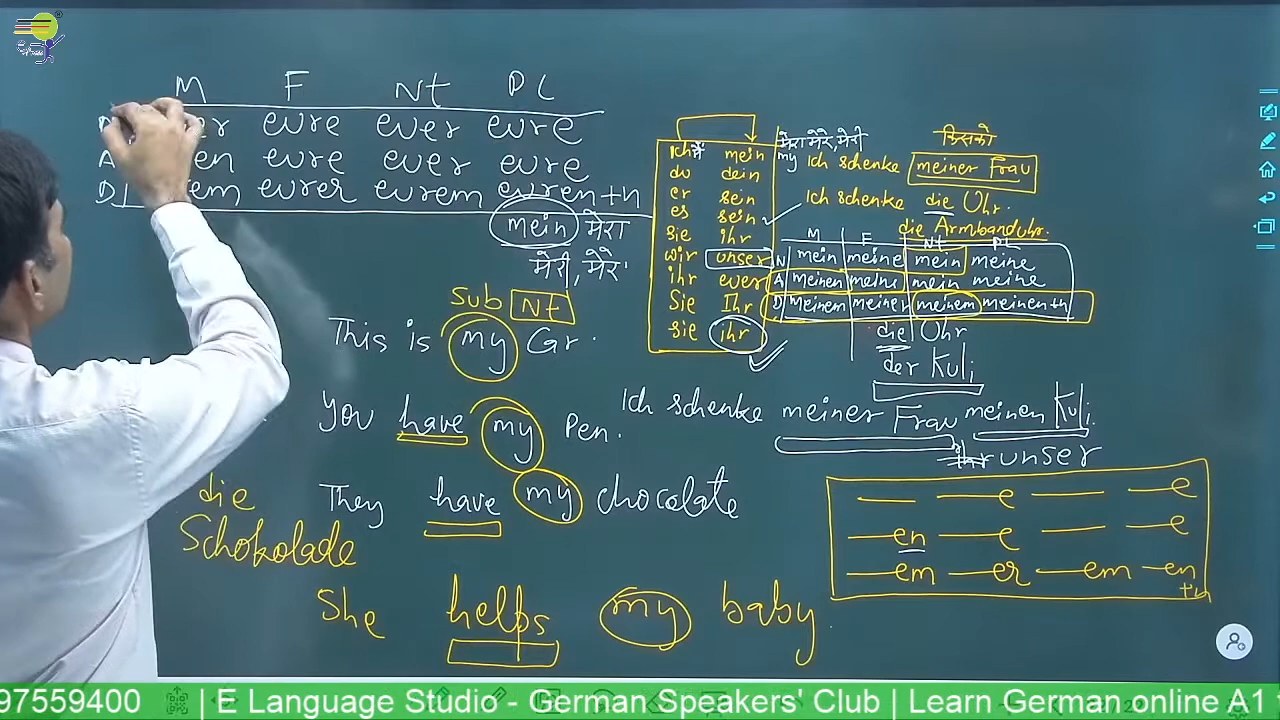 M F Nt PL
eure euer eure
en eure euer eure
D em eurer eurem euren+n
mein मेरा
मेरी, मेरे
Sub Nt
This is my Gr.
You have my Pen.
die They have my chocolate
Schokolade
She helps my baby.
ich मैं mein
du dein
er sein
es sein
sie ihr
wir unser
ihr euer
Sie Ihr
sie ihr
मेरा मेरे, मेरी किसको
my Ich schenke meiner Frau
Ich schenke die Uhr.
die Armbanduhr.
M F Nt PL
N mein meine mein meine
A meinen meine mein meine
D meinem meiner meinem meinen+n
die Uhr
der Kuli
Ich schenke meiner Frau meinen Kuli.
unser
— —e — —e
—en —e — —e
—em —er —em —en
+n
97559400 | E Language Studio - German Speakers' Club | Learn German online A1